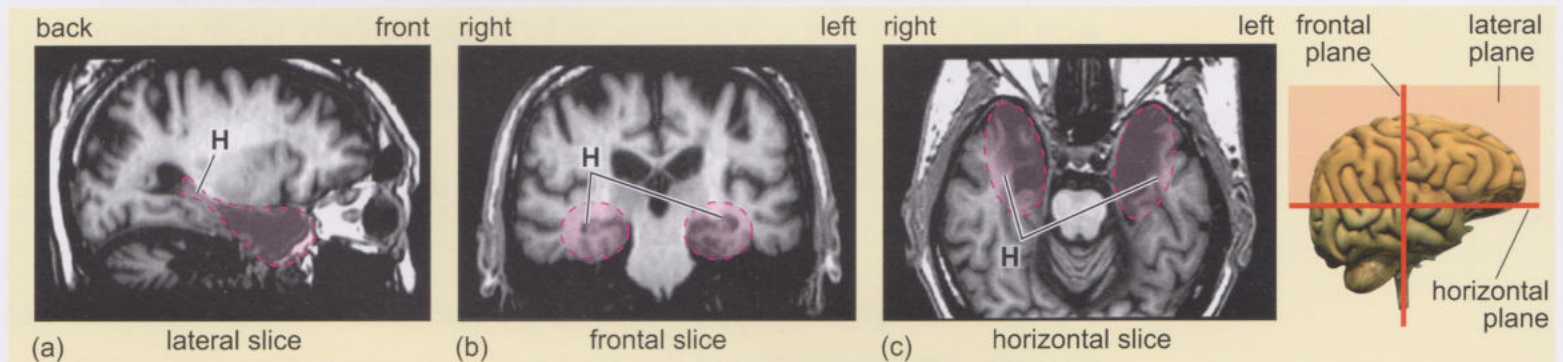 back front
H
(a) lateral slice
right left
H
(b) frontal slice
right left
H
(c) horizontal slice
frontal
plane
lateral
plane
horizontal
plane